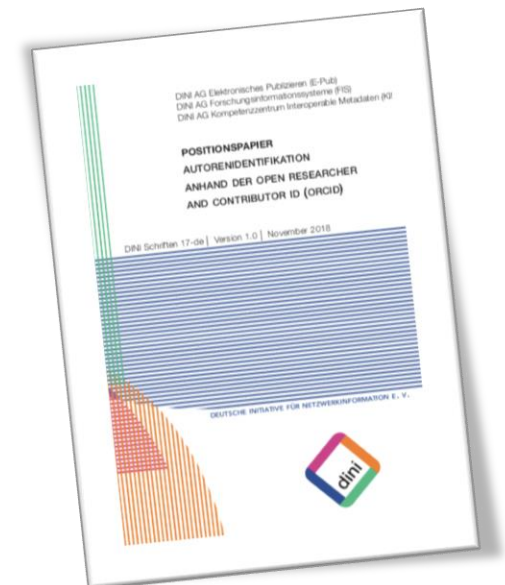 DINI AG Elektronisches Publizieren (E-Pub)
DINI AG Forschungsinformationssysteme (FIS)
DINI AG Kompetenzzentrum Interoperable Metadaten (KI
POSITIONSPAPIER
AUTORENIDENTIFIKATION
ANHAND DER OPEN RESEARCHER
AND CONTRIBUTOR ID (ORCID)
DINI Schriften 17-de | Version 1.0 | November 2018
DEUTSCHE INITIATIVE FÜR NETZWERKINFORMATION E. V.
dini